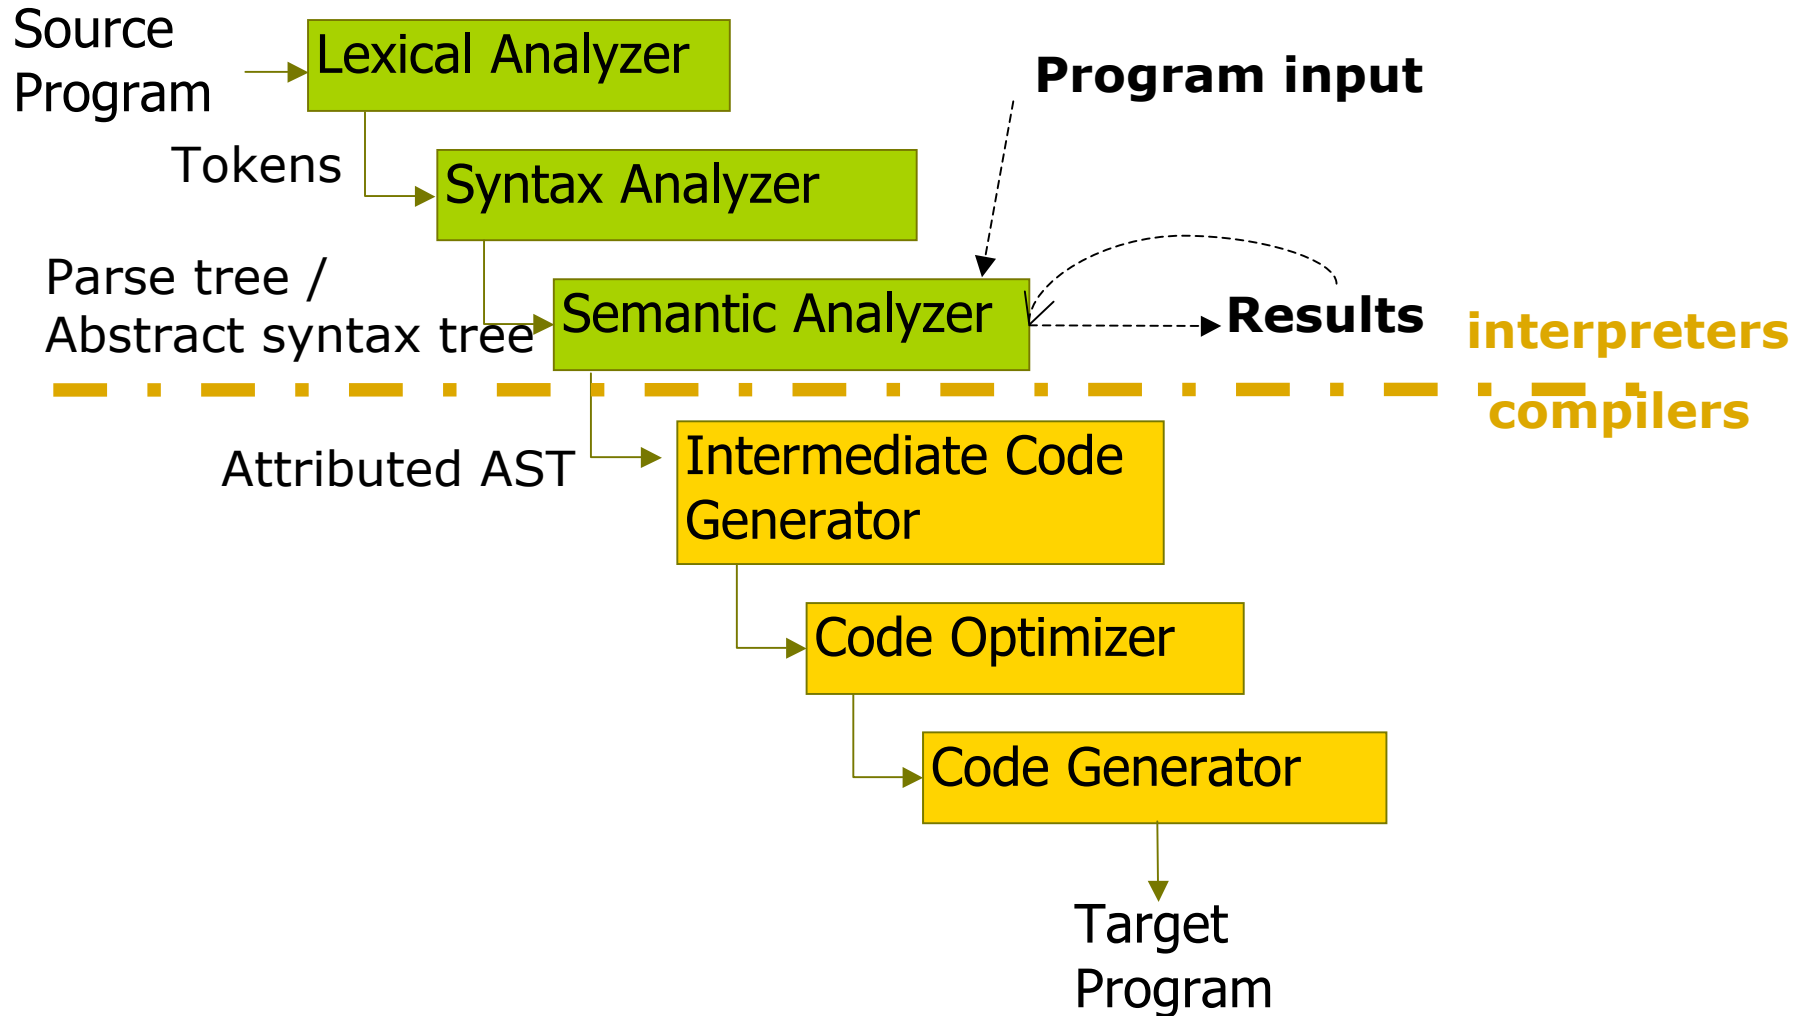 Source
Program
Lexical Analyzer
Program input
Tokens
Syntax Analyzer
Parse tree /
Abstract syntax tree
Semantic Analyzer
Results
interpreters
compilers
Attributed AST
Intermediate Code
Generator
Code Optimizer
Code Generator
Target
Program